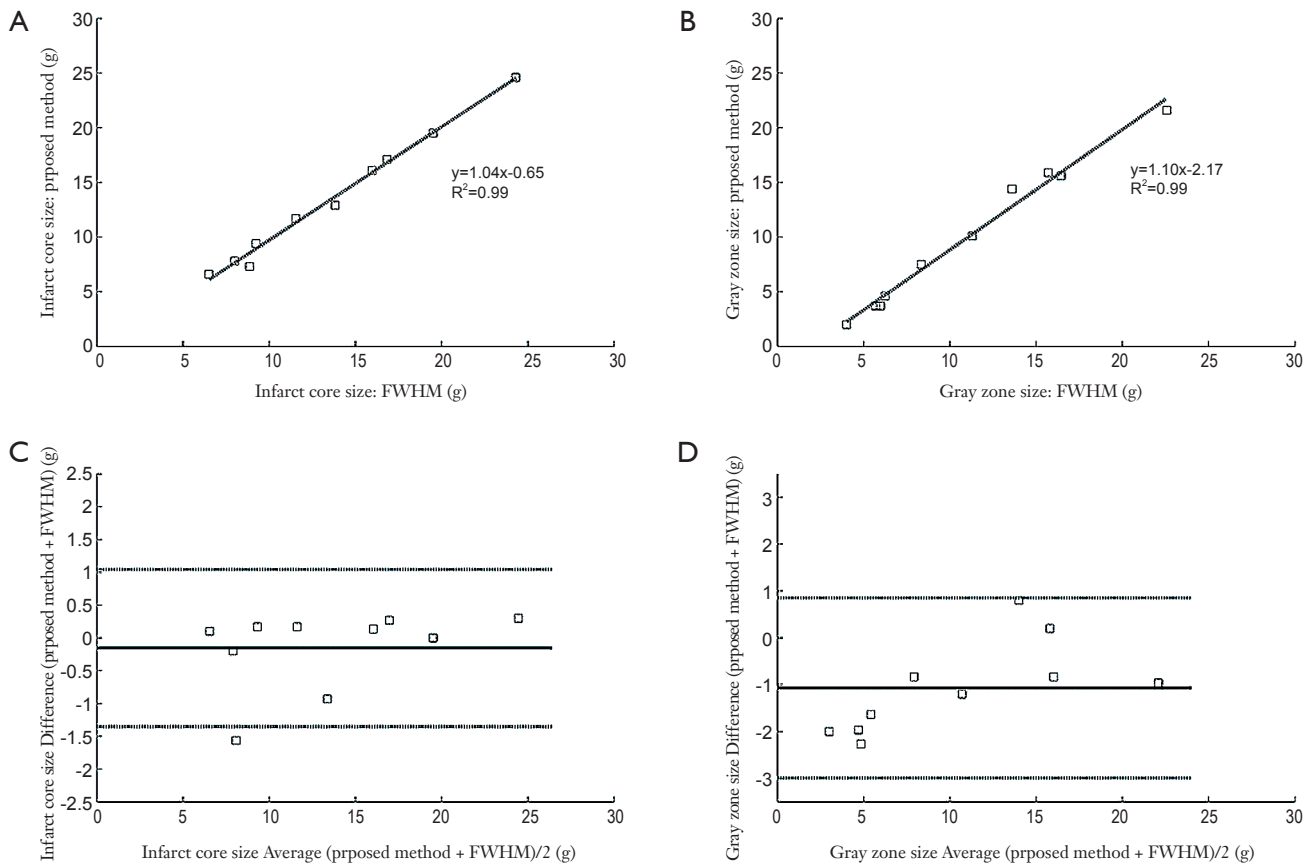 A
Infarct core size: prposed method (g)
30
25
20
15
10
5
0
y=1.04x-0.65
R²=0.99
0 5 10 15 20 25 30
Infarct core size: FWHM (g)
B
Gray zone size: prposed method (g)
30
25
20
15
10
5
0
y=1.10x-2.17
R²=0.99
0 5 10 15 20 25 30
Gray zone size: FWHM (g)
C
Infarct core size Difference (prposed method + FWHM) (g)
2.5
2
1.5
1
0.5
0
-0.5
-1
-1.5
-2
-2.5
0 5 10 15 20 25 30
Infarct core size Average (prposed method + FWHM)/2 (g)
D
Gray zone size Difference (prposed method + FWHM) (g)
3
2
1
0
-1
-2
-3
0 5 10 15 20 25 30
Gray zone size Average (prposed method + FWHM)/2 (g)